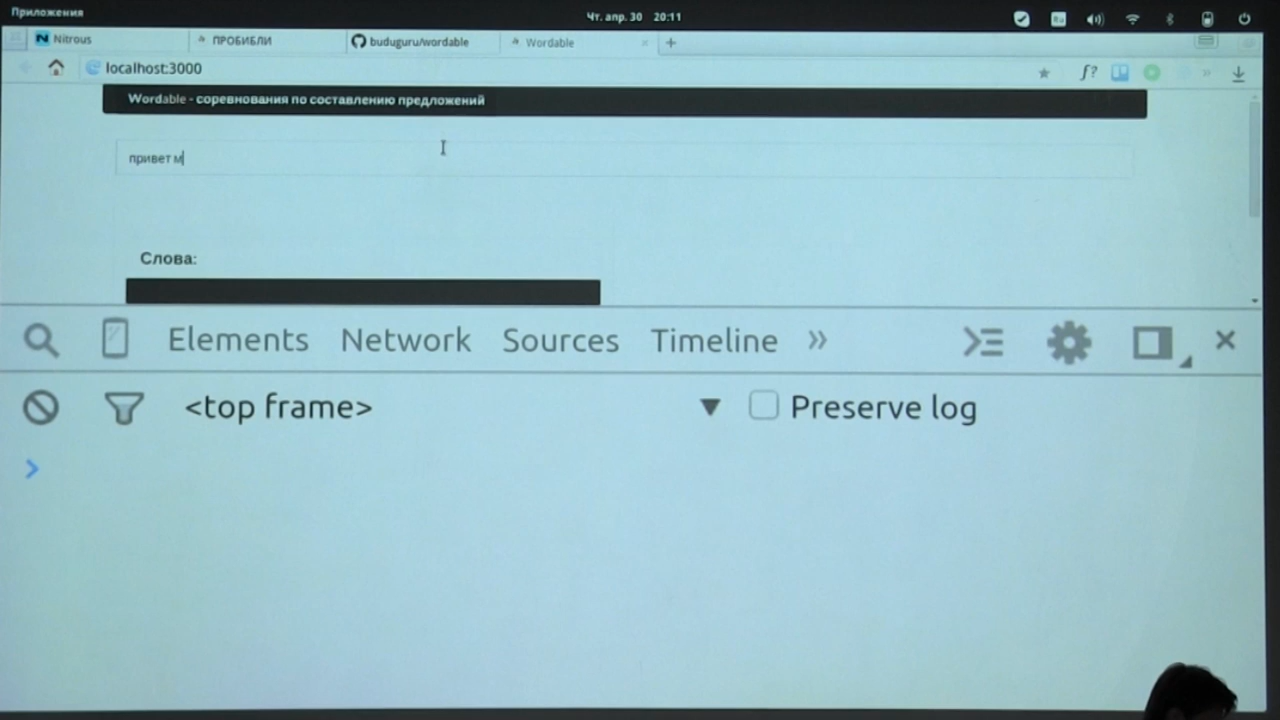 Приложения
Чт. апр. 30 20:11
Ru
Nitrous
ПРОБИБЛИ
buduguru/wordable
Wordable
localhost:3000
f?
Wordable - соревнования по составлению предложений
привет м
Слова:
Elements Network Sources Timeline »
<top frame> ▼ Preserve log